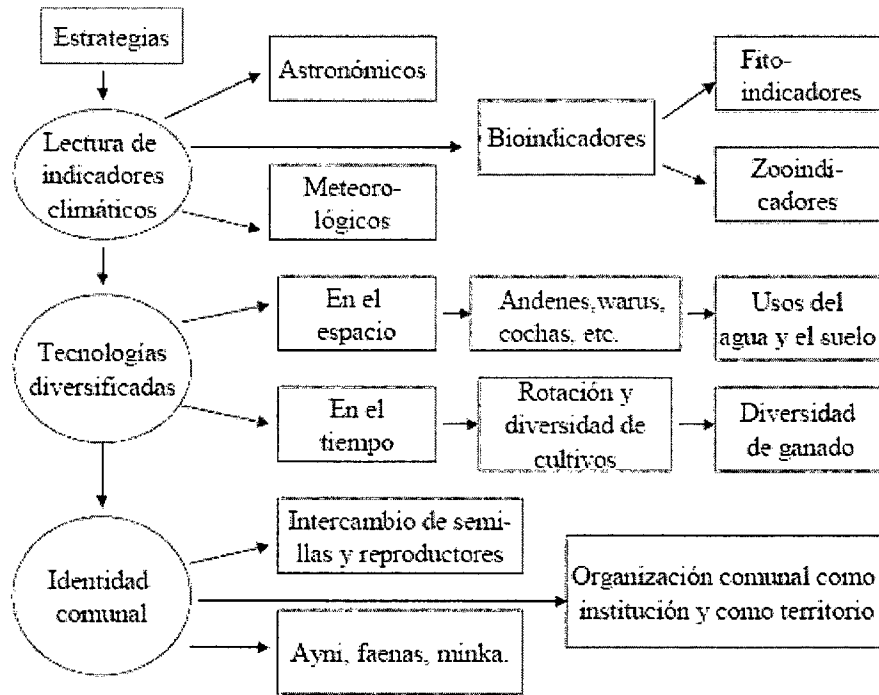 Estrategias
Lectura de
indicadores
climáticos
Astronómicos
Bioindicadores
Fito-
indicadores
Zooindi-
cadores
Meteoro-
lógicos
Tecnologías
diversificadas
En el
espacio
Andenes,warus,
cochas, etc.
Usos del
agua y el suelo
En el
tiempo
Rotación y
diversidad de
cultivos
Diversidad
de ganado
Identidad
comunal
Intercambio de semi-
llas y reproductores
Organización comunal como
institución y como territorio
Ayni, faenas, minka.